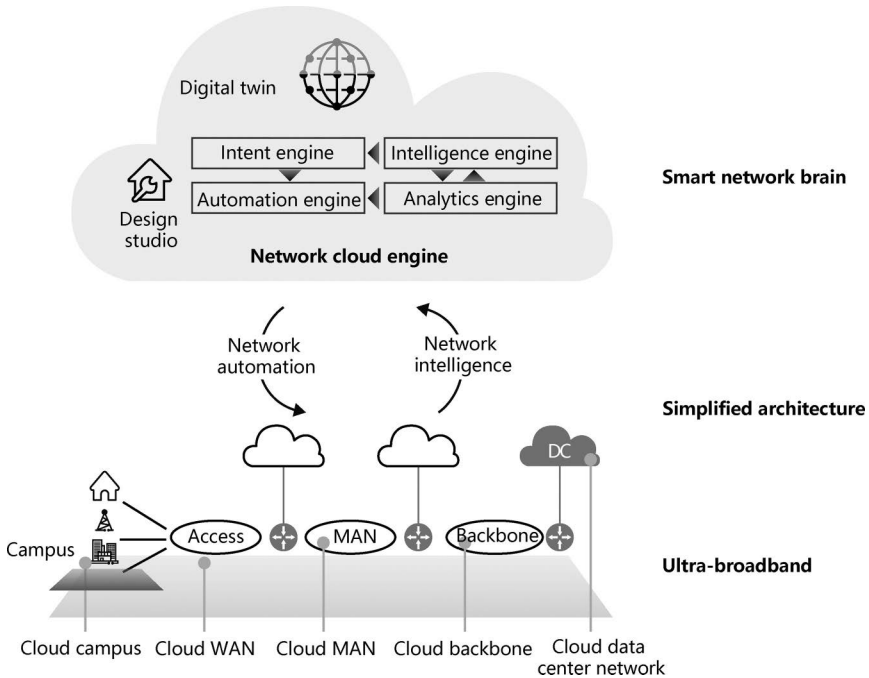 Digital twin
Intent engine
Intelligence engine
Smart network brain
Automation engine
Analytics engine
Design
studio
Network cloud engine
Network
automation
Network
intelligence
Simplified architecture
DC
Access
MAN
Backbone
Campus
Ultra-broadband
Cloud campus
Cloud WAN
Cloud MAN
Cloud backbone
Cloud data
center network